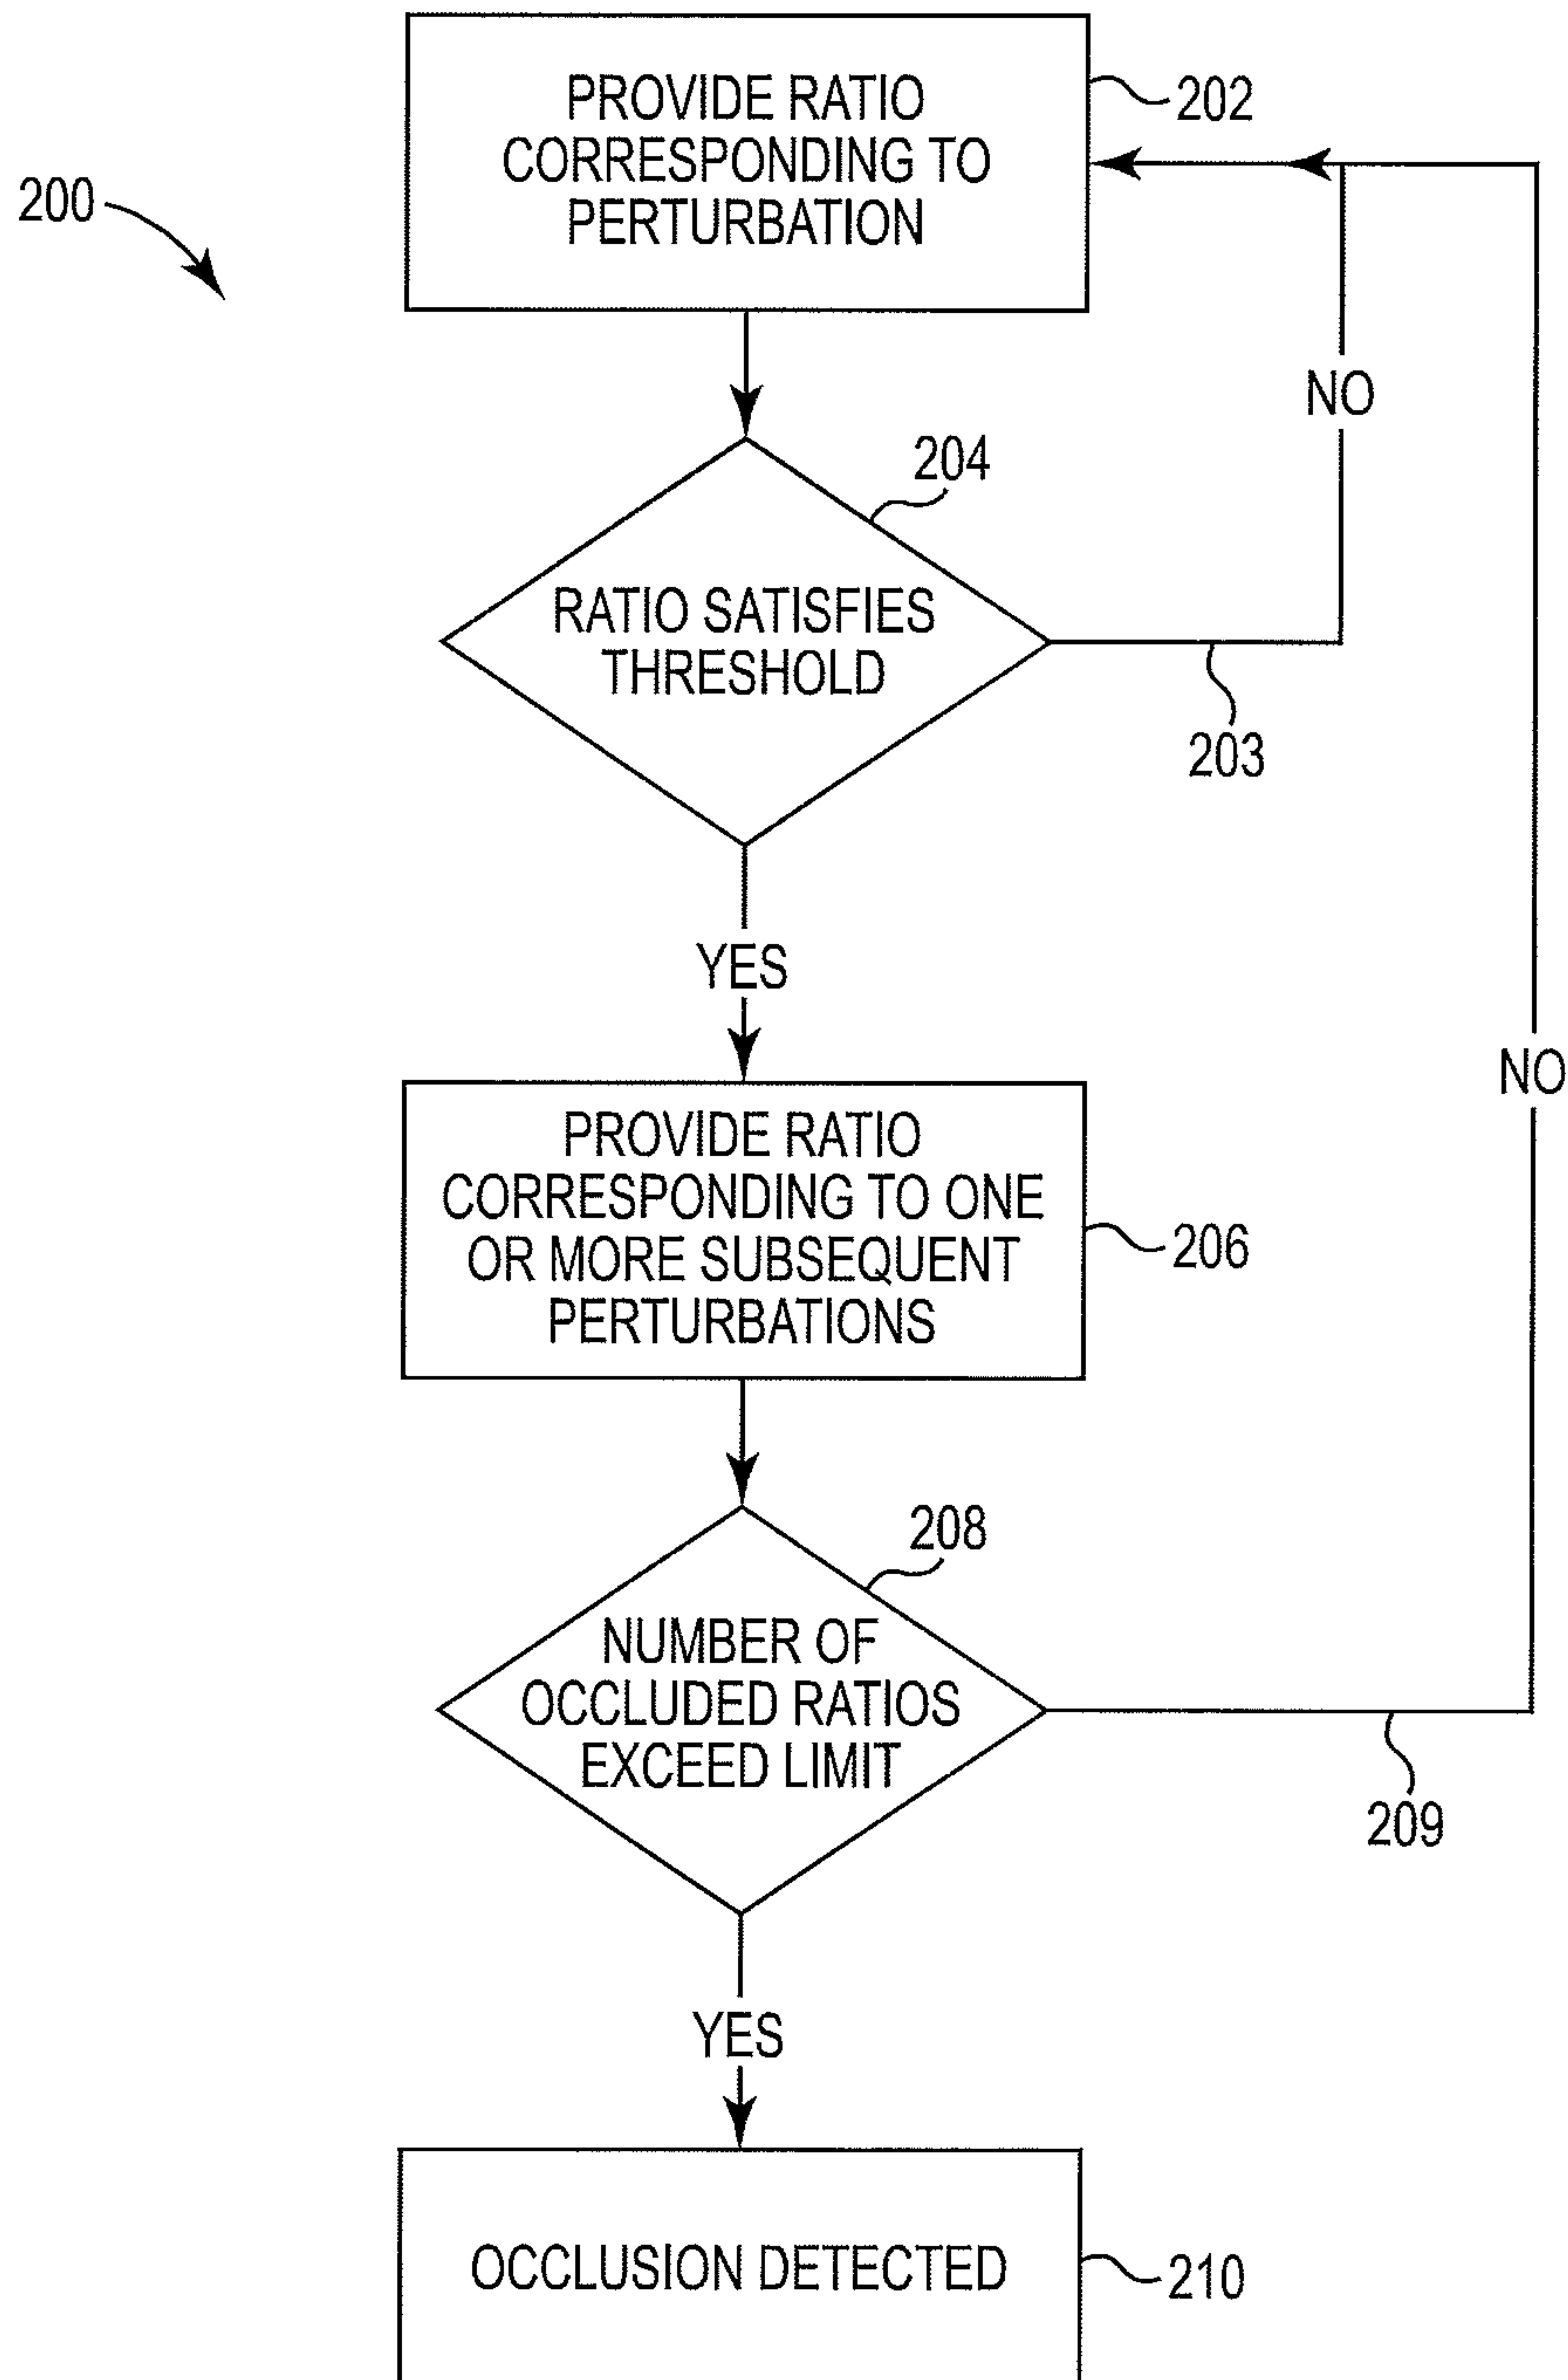 PROVIDE RATIO
CORRESPONDING TO
PERTURBATION
202
200
NO
204
RATIO SATISFIES
THRESHOLD
203
YES
NO
PROVIDE RATIO
CORRESPONDING TO ONE
OR MORE SUBSEQUENT
PERTURBATIONS
206
208
NUMBER OF
OCCLUDED RATIOS
EXCEED LIMIT
209
YES
OCCLUSION DETECTED
210